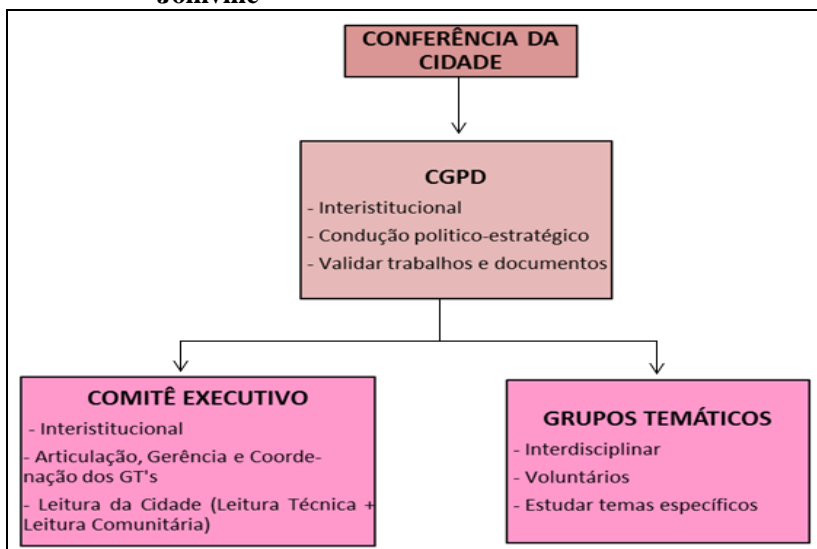 Joinville
CONFERÊNCIA DA
CIDADE
CGPD
- Interistitucional
- Condução politico-estratégico
- Validar trabalhos e documentos
COMITÊ EXECUTIVO
- Interistitucional
- Articulação, Gerência e Coorde-
nação dos GT's
- Leitura da Cidade (Leitura Técnica +
Leitura Comunitária)
GRUPOS TEMÁTICOS
- Interdisciplinar
- Voluntários
- Estudar temas específicos